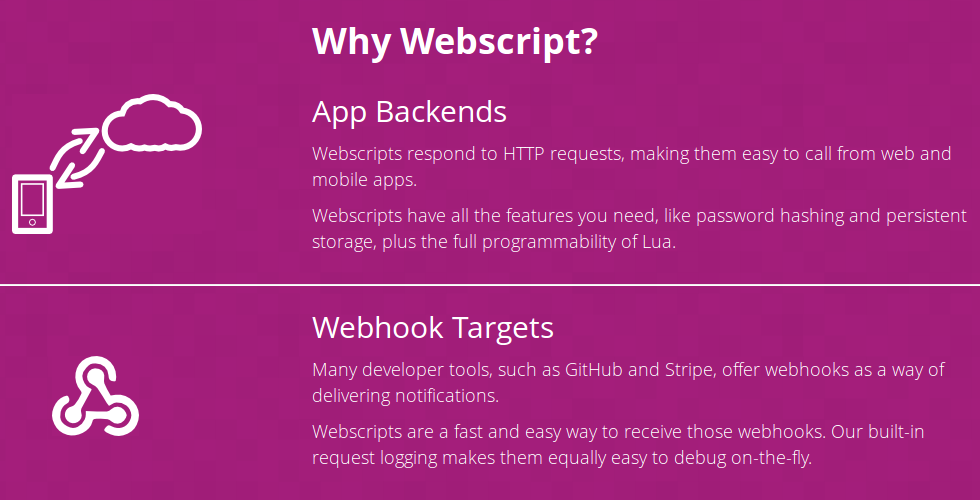 Why Webscript?
App Backends
Webscripts respond to HTTP requests, making them easy to call from web and
mobile apps.
Webscripts have all the features you need, like password hashing and persistent
storage, plus the full programmability of Lua.
Webhook Targets
Many developer tools, such as GitHub and Stripe, offer webhooks as a way of
delivering notifications.
Webscripts are a fast and easy way to receive those webhooks. Our built-in
request logging makes them equally easy to debug on-the-fly.